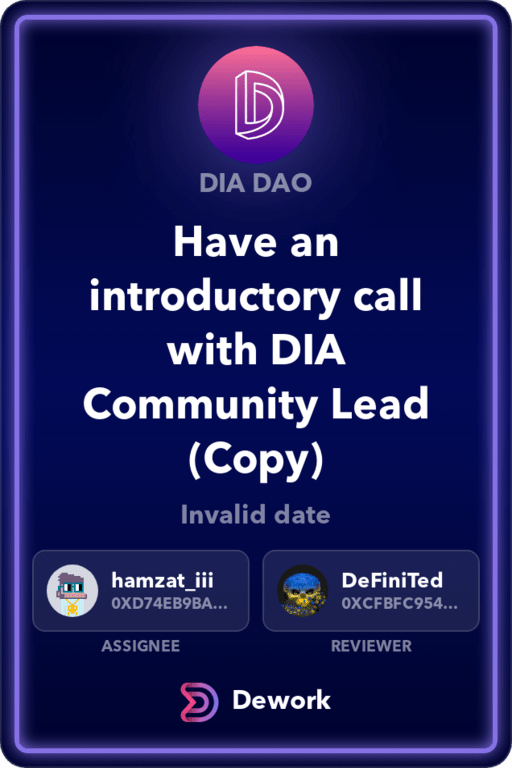 DIA DAO
Have an
introductory call
with DIA
Community Lead
(Copy)
Invalid date
hamzat_iii
0XD74EB9BA...
ASSIGNEE
DeFiniTed
0XCFBFC954...
REVIEWER
Dework